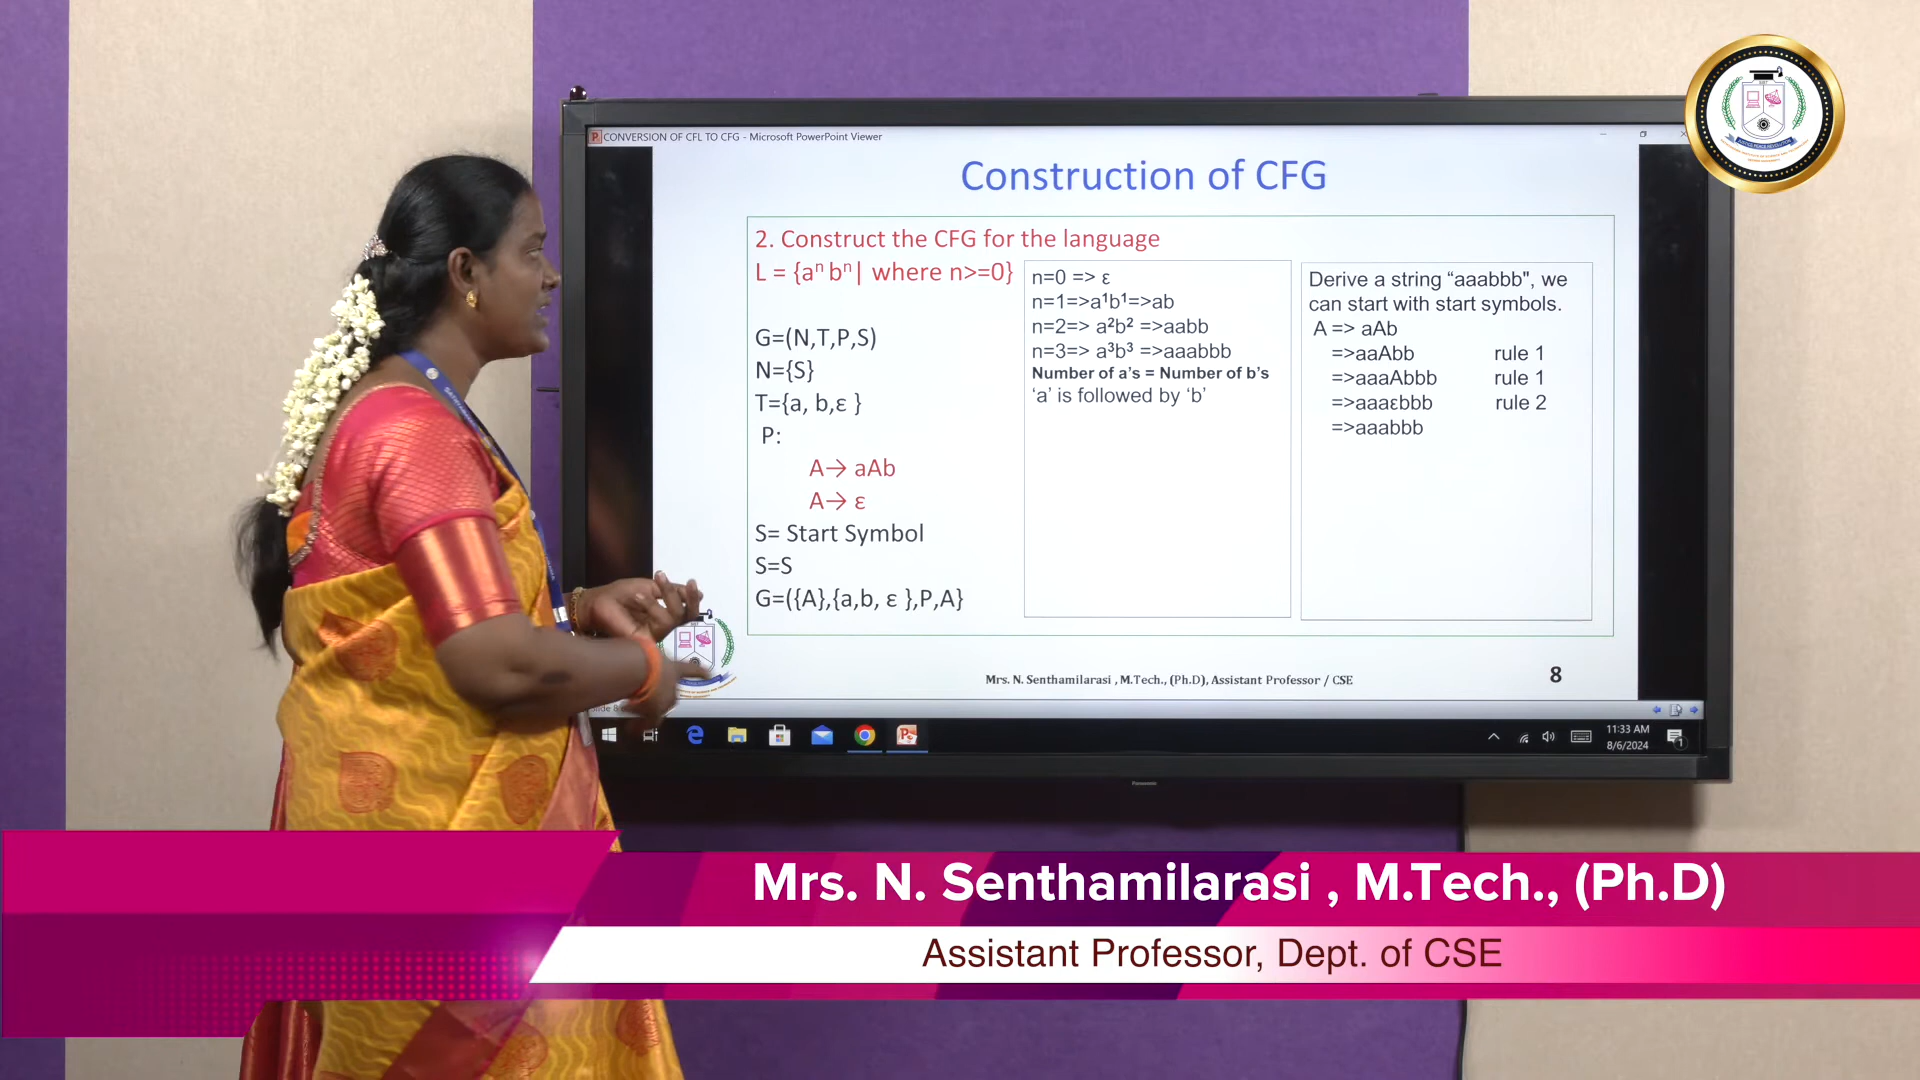 CONVERSION OF CFL TO CFG - Microsoft PowerPoint Viewer
Construction of CFG
2. Construct the CFG for the language
L = {aⁿ bⁿ| where n>=0}
G=(N,T,P,S)
N={S}
T={a, b,ε }
P:
A→ aAb
A→ ε
S= Start Symbol
S=S
G=({A},{a,b, ε },P,A}
n=0 => ε
n=1=>a¹b¹=>ab
n=2=> a²b² =>aabb
n=3=> a³b³ =>aaabbb
Number of a's = Number of b's
'a' is followed by 'b'
Derive a string “aaabbb", we
can start with start symbols.
A => aAb
=>aaAbb rule 1
=>aaaAbbb rule 1
=>aaaεbbb rule 2
=>aaabbb
Mrs. N. Senthamilarasi , M.Tech., (Ph.D), Assistant Professor / CSE
8
11:33 AM
8/6/2024
Panasonic
Mrs. N. Senthamilarasi , M.Tech., (Ph.D)
Assistant Professor, Dept. of CSE